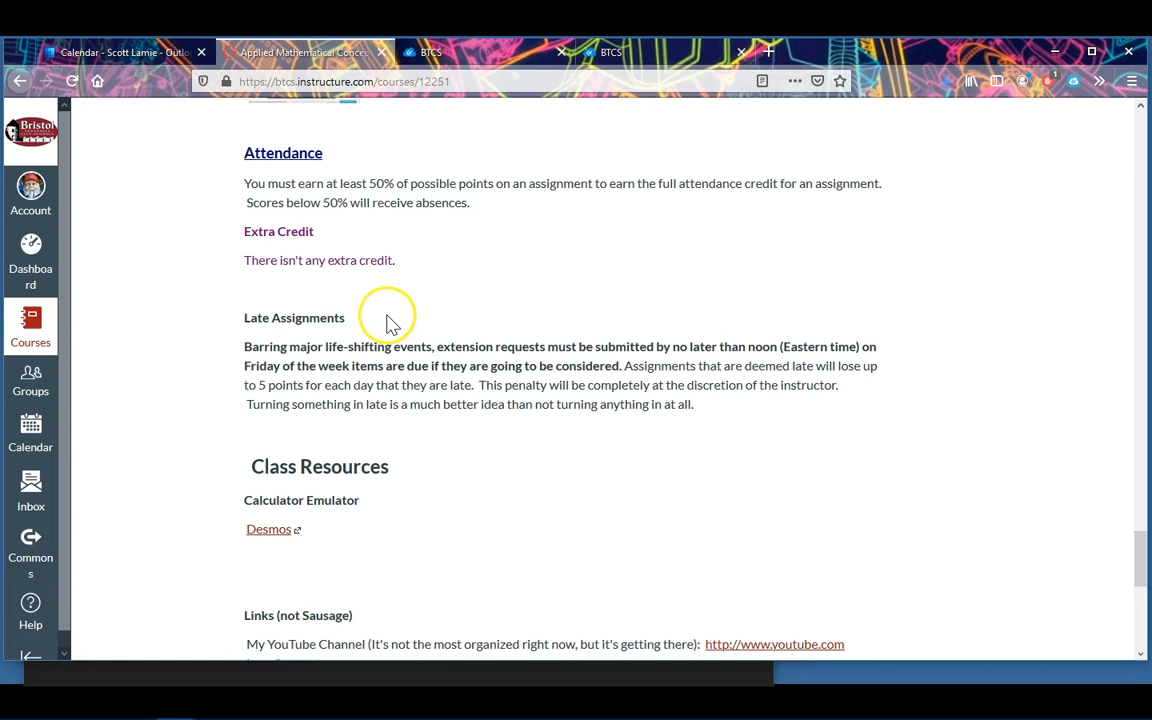 Calendar - Scott Lamie - Outlo
Applied Mathematical Concep
BTCS
BTCS
https://btcs.instructure.com/courses/12251
1
Bristol
Account
Dashboa
rd
Courses
Groups
Calendar
Inbox
Common
s
Help
Attendance
You must earn at least 50% of possible points on an assignment to earn the full attendance credit for an assignment.
Scores below 50% will receive absences.
Extra Credit
There isn't any extra credit.
Late Assignments
Barring major life-shifting events, extension requests must be submitted by no later than noon (Eastern time) on
Friday of the week items are due if they are going to be considered. Assignments that are deemed late will lose up
to 5 points for each day that they are late. This penalty will be completely at the discretion of the instructor.
Turning something in late is a much better idea than not turning anything in at all.
Class Resources
Calculator Emulator
Desmos
Links (not Sausage)
My YouTube Channel (It's not the most organized right now, but it's getting there): http://www.youtube.com